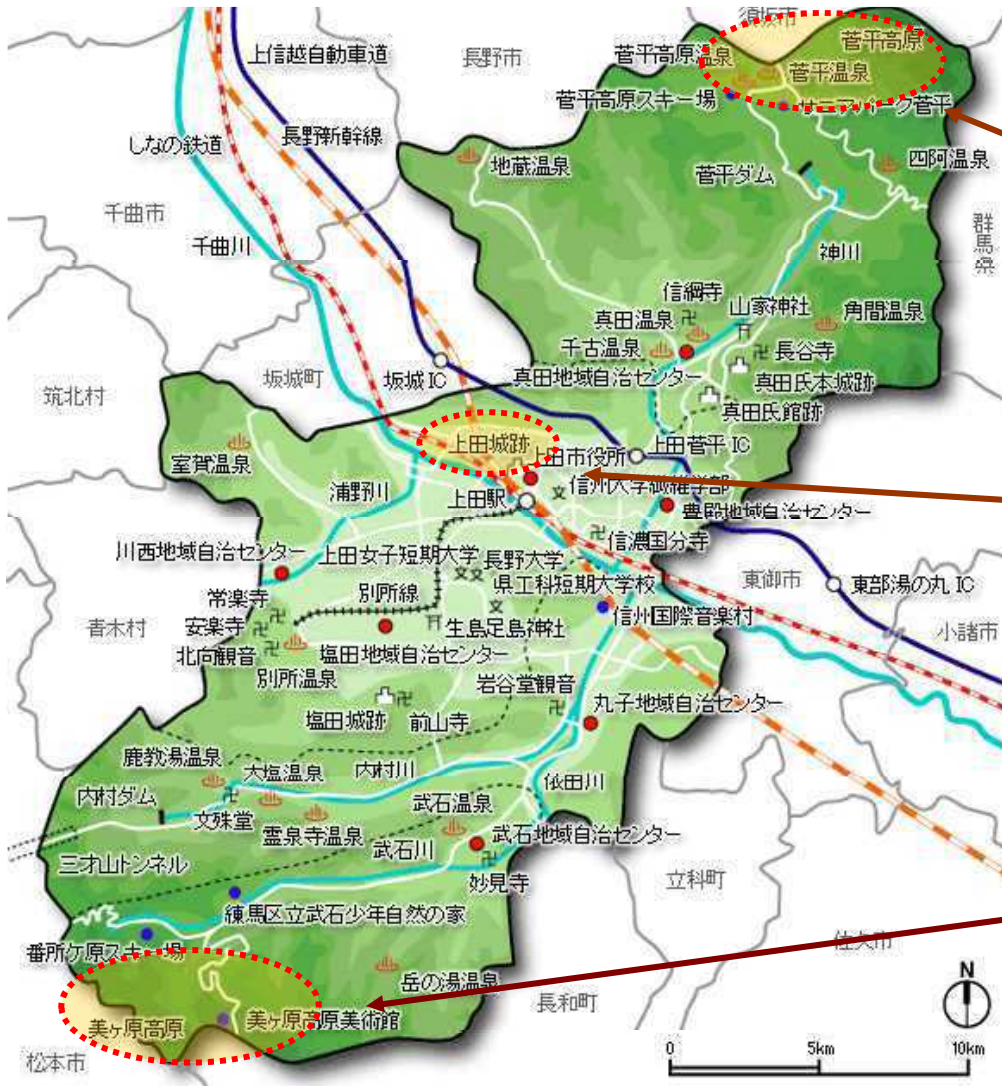 須坂市
菅平高原
上信越自動車道
長野市
菅平高原温泉
菅平温泉
菅平高原スキー場
サニアパーク菅平
しなの鉄道
長野新幹線
地蔵温泉
菅平ダム
四阿温泉
千曲市
群馬県
千曲川
神川
信綱寺
山家神社
真田温泉
角間温泉
千古温泉
長谷寺
坂城町
坂城IC
真田地域自治センター
真田氏本城跡
筑北村
真田氏館跡
上田城跡
上田市役所
上田菅平IC
室賀温泉
信州大学繊維学部
浦野川
上田駅
豊殿地域自治センター
信濃国分寺
川西地域自治センター
上田女子短期大学
長野大学
県工科短期大学校
東御市
東部湯の丸IC
常楽寺
別所線
信州国際音楽村
青木村
安楽寺
生島足島神社
小諸市
北向観音
塩田地域自治センター
別所温泉
岩谷堂観音
丸子地域自治センター
塩田城跡
前山寺
鹿教湯温泉
大塩温泉
内村川
依田川
内村ダム
文殊堂
武石温泉
霊泉寺温泉
武石川
武石地域自治センター
三才山トンネル
妙見寺
立科町
練馬区立武石少年自然の家
番所ケ原スキー場
佐久市
岳の湯温泉
長和町
N
美ヶ原高原
美ヶ原高原美術館
松本市
0 5km 10km